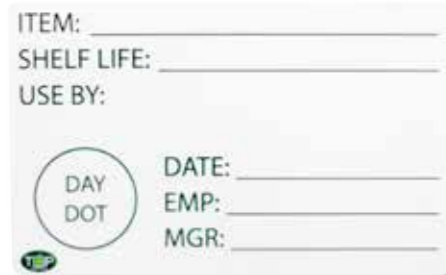 ITEM:
SHELF LIFE:
USE BY:
DAY
DOT
DATE:
EMP:
MGR: